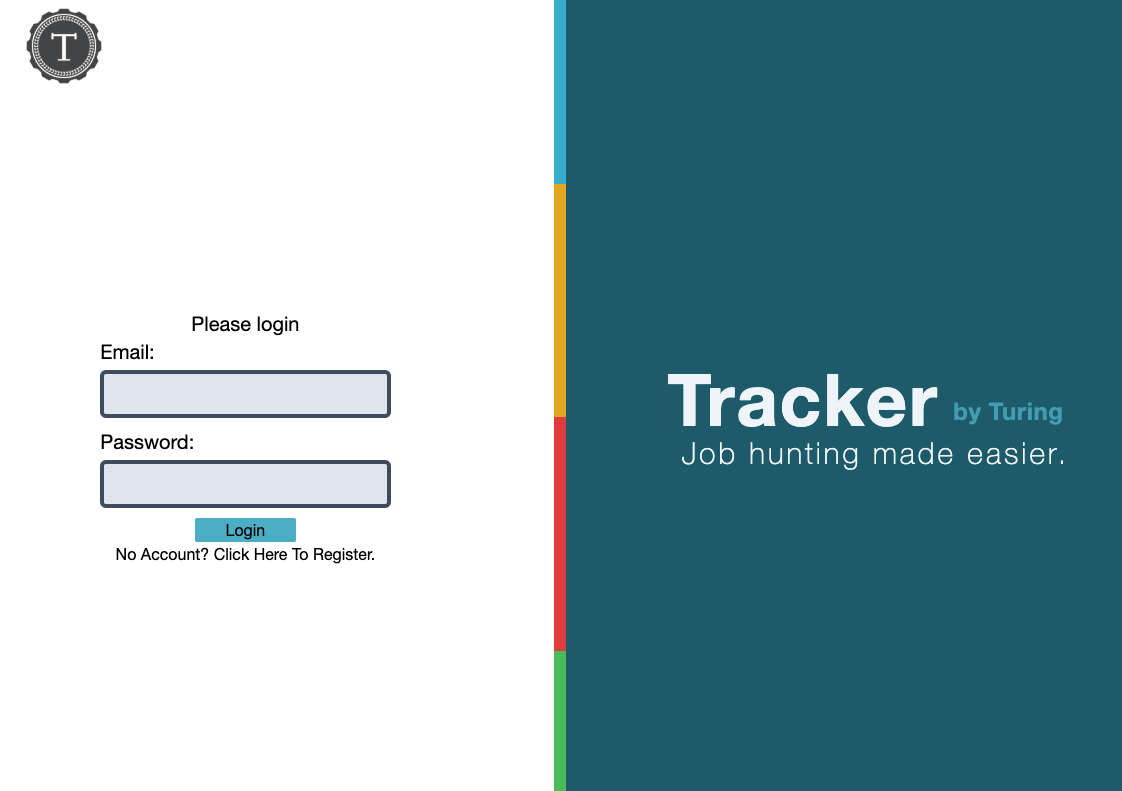 T
Please login
Email:
Password:
Login
No Account? Click Here To Register.
Tracker by Turing
Job hunting made easier.